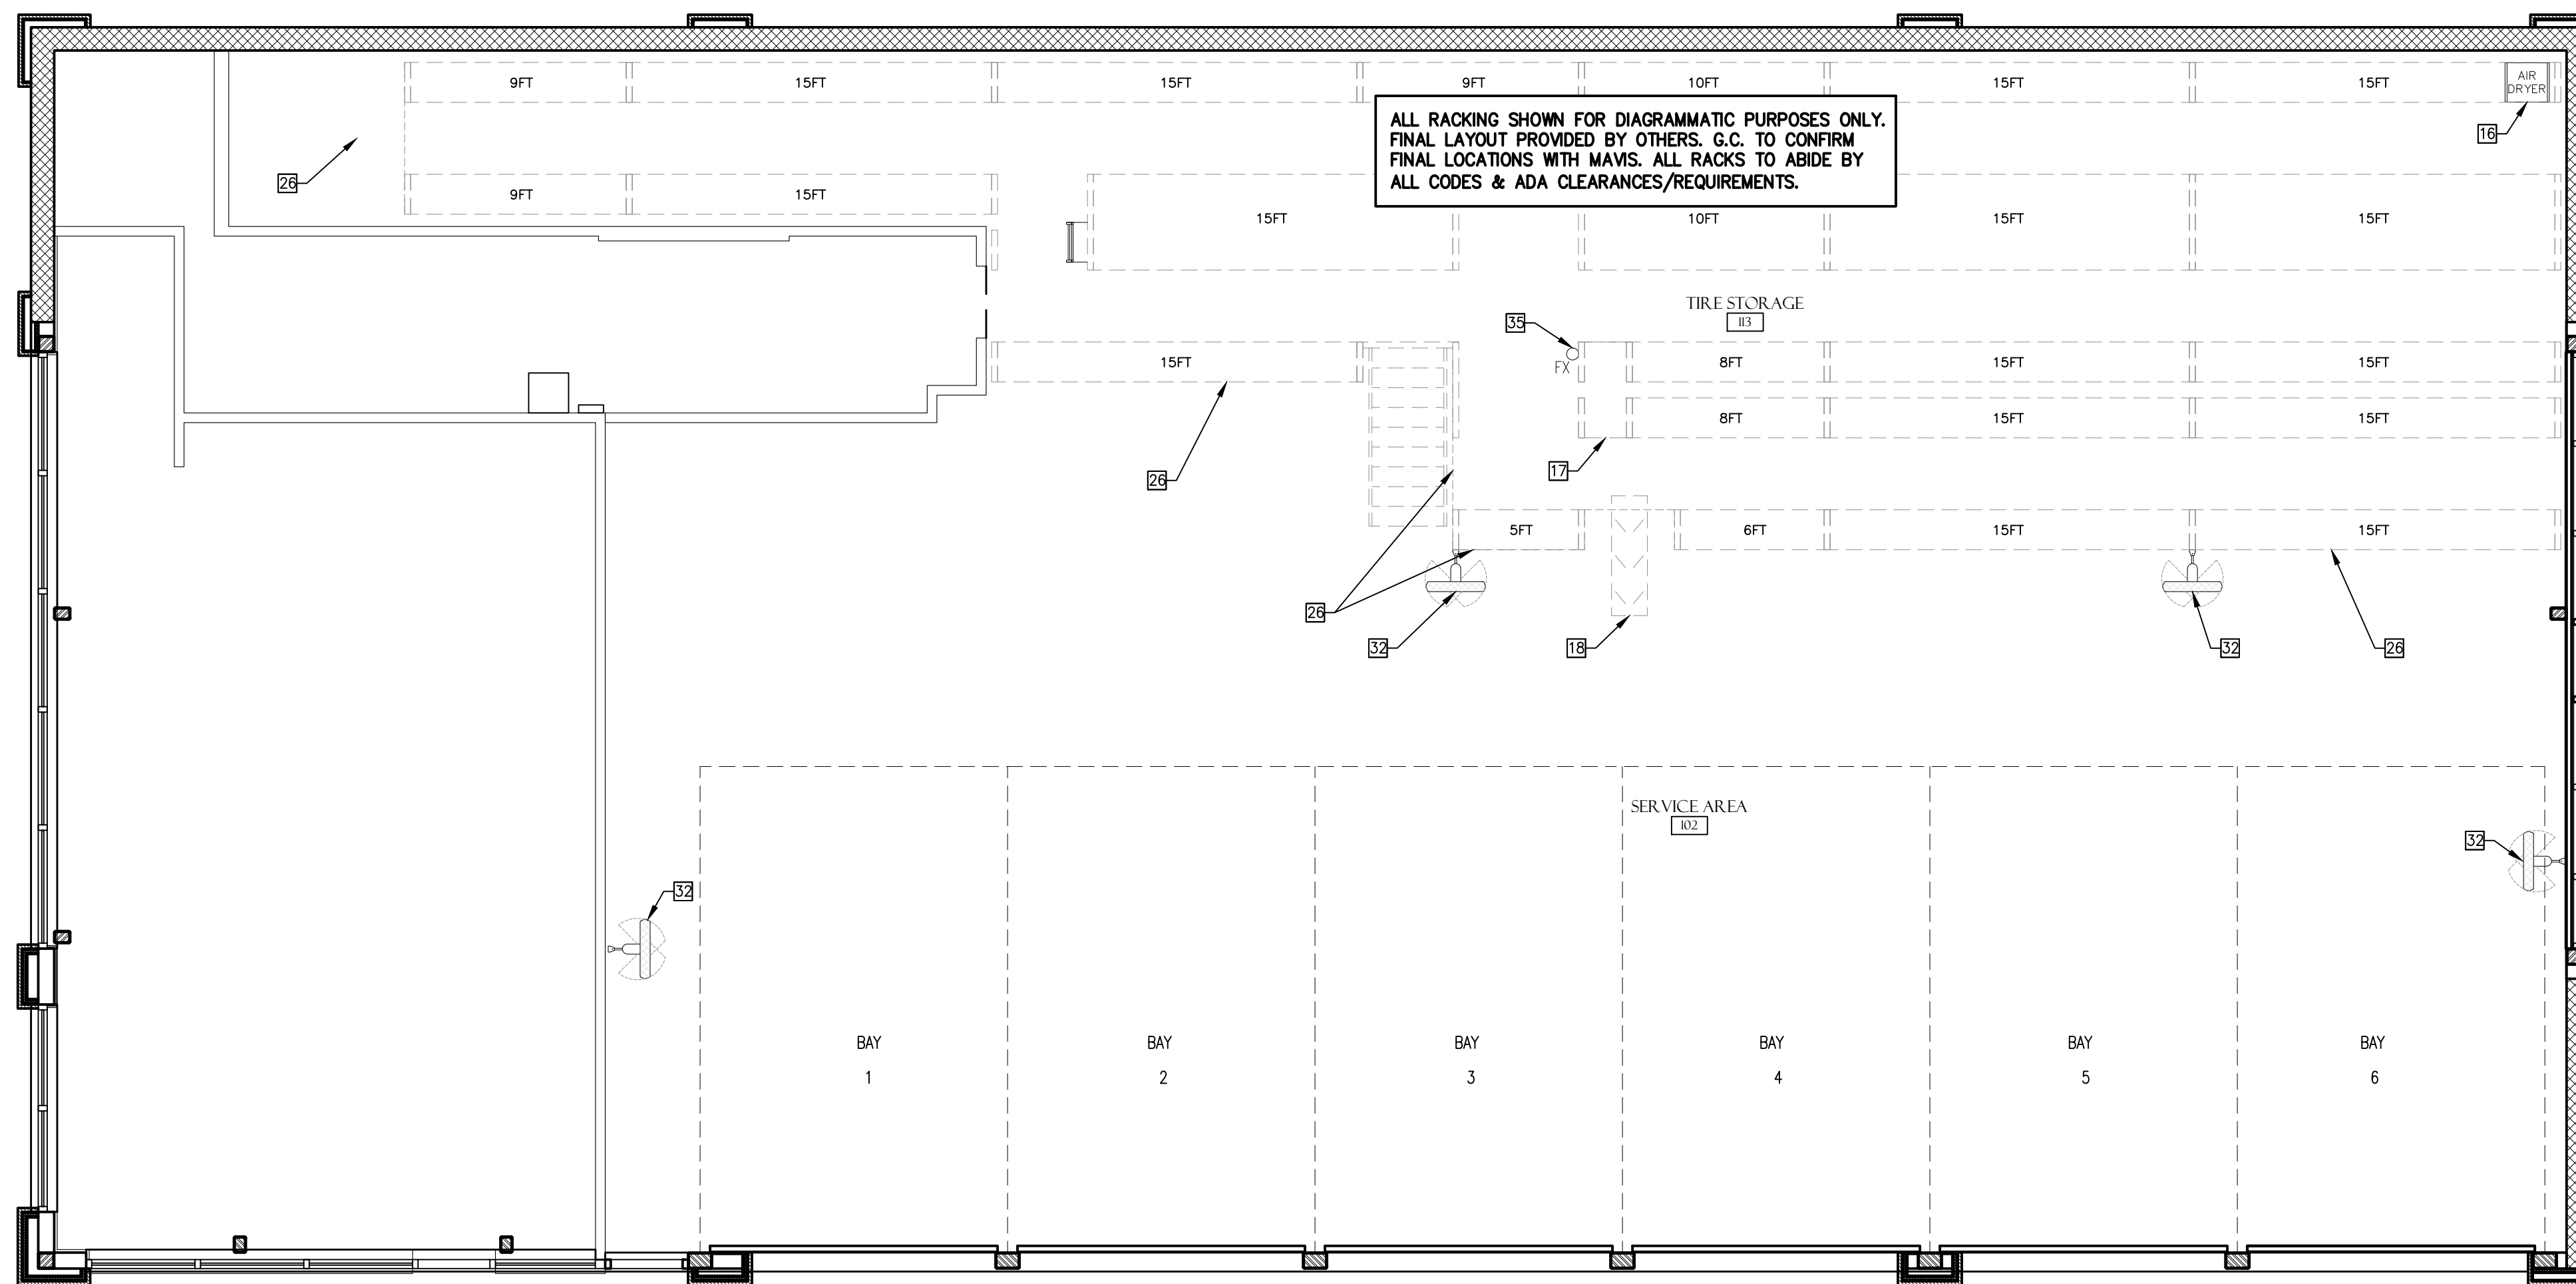 9FT
15FT
15FT
9FT
10FT
15FT
15FT
AIR
DRYER
16
ALL RACKING SHOWN FOR DIAGRAMMATIC PURPOSES ONLY.
FINAL LAYOUT PROVIDED BY OTHERS. G.C. TO CONFIRM
FINAL LOCATIONS WITH MAVIS. ALL RACKS TO ABIDE BY
ALL CODES & ADA CLEARANCES/REQUIREMENTS.
26
9FT
15FT
15FT
10FT
15FT
15FT
TIRE STORAGE
113
35
FX
15FT
8FT
15FT
15FT
8FT
15FT
15FT
26
17
5FT
6FT
15FT
15FT
26
32
18
32
26
SERVICE AREA
102
32
32
BAY
1
BAY
2
BAY
3
BAY
4
BAY
5
BAY
6